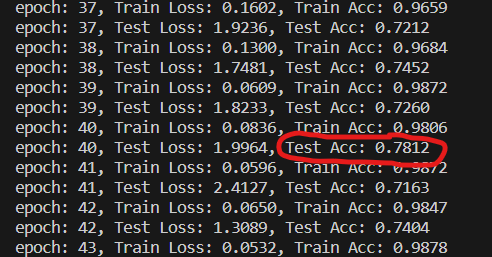 epoch: 37, Train Loss: 0.1602, Train Acc: 0.9659
epoch: 37, Test Loss: 1.9236, Test Acc: 0.7212
epoch: 38, Train Loss: 0.1300, Train Acc: 0.9684
epoch: 38, Test Loss: 1.7481, Test Acc: 0.7452
epoch: 39, Train Loss: 0.0609, Train Acc: 0.9872
epoch: 39, Test Loss: 1.8233, Test Acc: 0.7260
epoch: 40, Train Loss: 0.0836, Train Acc: 0.9806
epoch: 40, Test Loss: 1.9964, Test Acc: 0.7812
epoch: 41, Train Loss: 0.0596, Train Acc: 0.9872
epoch: 41, Test Loss: 2.4127, Test Acc: 0.7163
epoch: 42, Train Loss: 0.0650, Train Acc: 0.9847
epoch: 42, Test Loss: 1.3089, Test Acc: 0.7404
epoch: 43, Train Loss: 0.0532, Train Acc: 0.9878